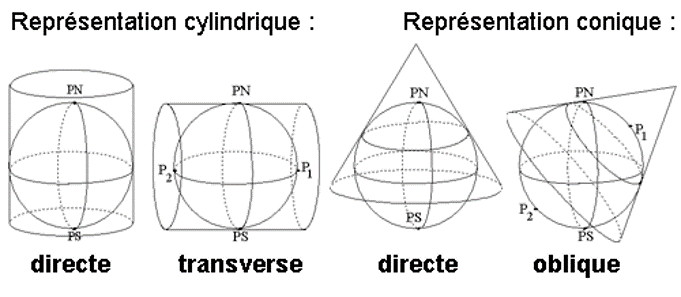 Représentation cylindrique :
Représentation conique :
PN
PS
directe
PN
P2
P1
PS
transverse
PN
PS
directe
PN
P1
P2
PS
oblique